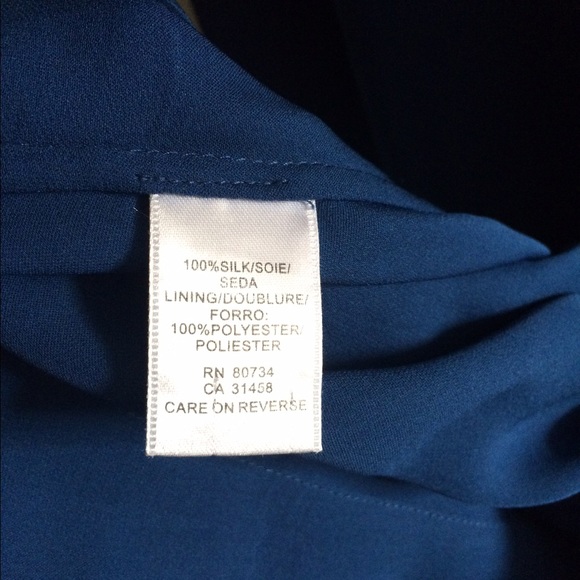 100%SILK/SOIE/
SEDA
LINING/DOUBLURE/
FORRO:
100%POLYESTER/
POLIESTER
RN 80734
CA 31458
CARE ON REVERSE